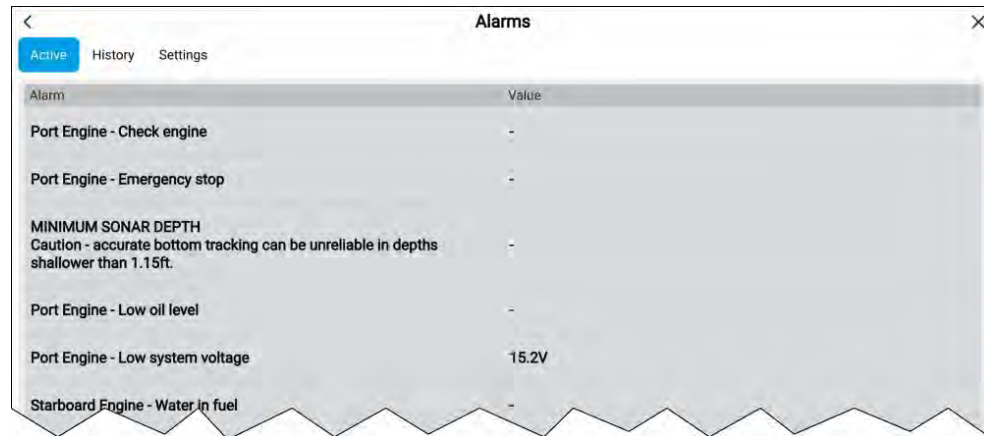 Alarms
Active History Settings
Alarm Value
Port Engine - Check engine -
Port Engine - Emergency stop -
MINIMUM SONAR DEPTH
Caution - accurate bottom tracking can be unreliable in depths -
shallower than 1.15ft.
Port Engine - Low oil level -
Port Engine - Low system voltage 15.2V
Starboard Engine - Water in fuel -